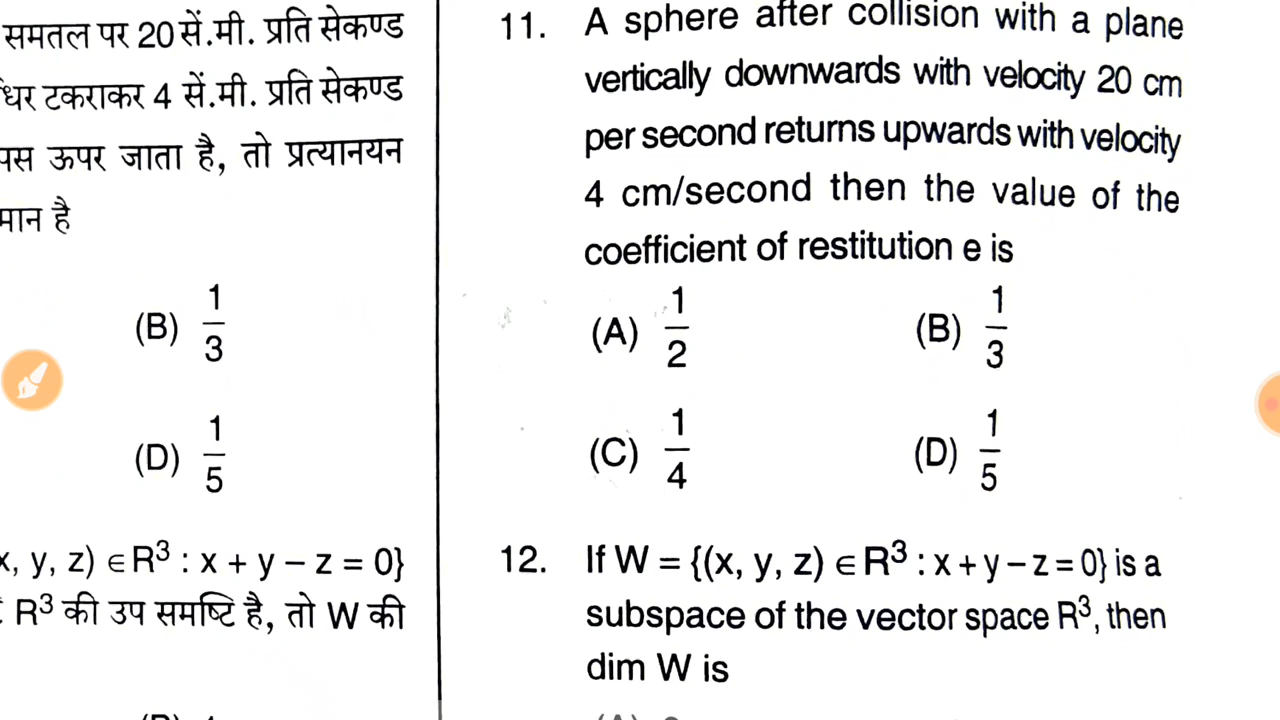 समतल पर 20 सें.मी. प्रति सेकण्ड
टकराकर 4 सें.मी. प्रति सेकण्ड
ऊपर जाता है, तो प्रत्यानयन
मान है
(B) 1/3
(D) 1/5
x, y, z) ∈ R³ : x + y – z = 0}
R³ की उप समष्टि है, तो W की
11. A sphere after collision with a plane
vertically downwards with velocity 20 cm
per second returns upwards with velocity
4 cm/second then the value of the
coefficient of restitution e is
(A) 1/2 (B) 1/3
(C) 1/4 (D) 1/5
12. If W = {(x, y, z) ∈ R³ : x + y – z = 0} is a
subspace of the vector space R³, then
dim W is